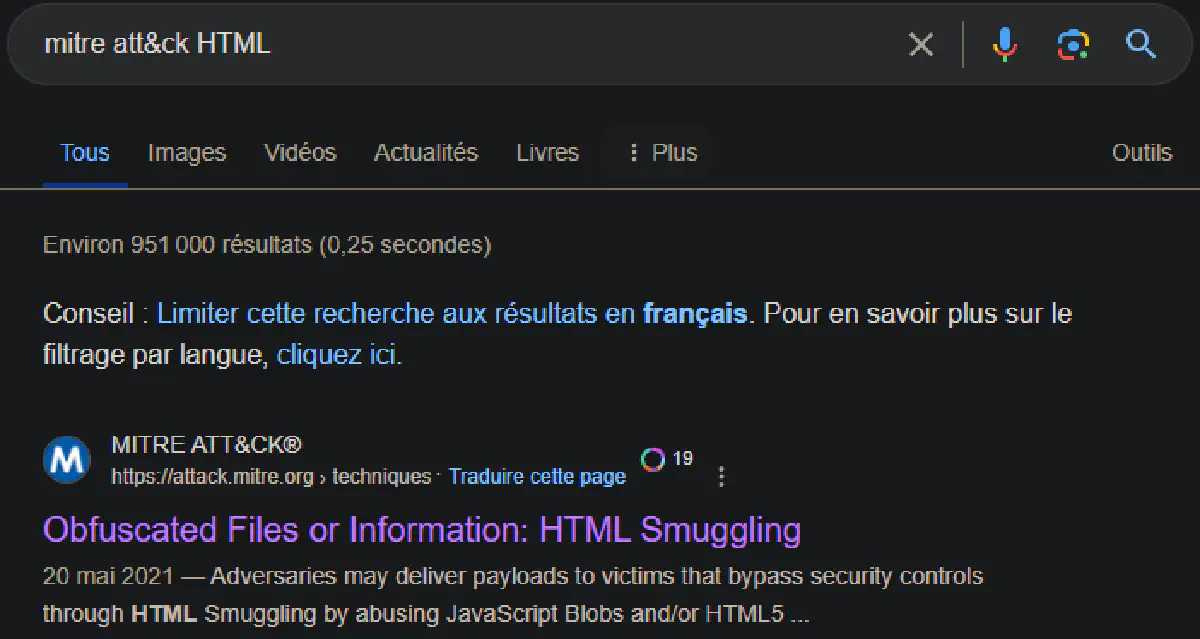 mitre att&ck HTML
Tous Images Vidéos Actualités Livres Plus Outils
Environ 951 000 résultats (0,25 secondes)
Conseil : Limiter cette recherche aux résultats en français. Pour en savoir plus sur le
filtrage par langue, cliquez ici.
MITRE ATT&CK®
https://attack.mitre.org › techniques · Traduire cette page 19
Obfuscated Files or Information: HTML Smuggling
20 mai 2021 — Adversaries may deliver payloads to victims that bypass security controls
through HTML Smuggling by abusing JavaScript Blobs and/or HTML5 ...